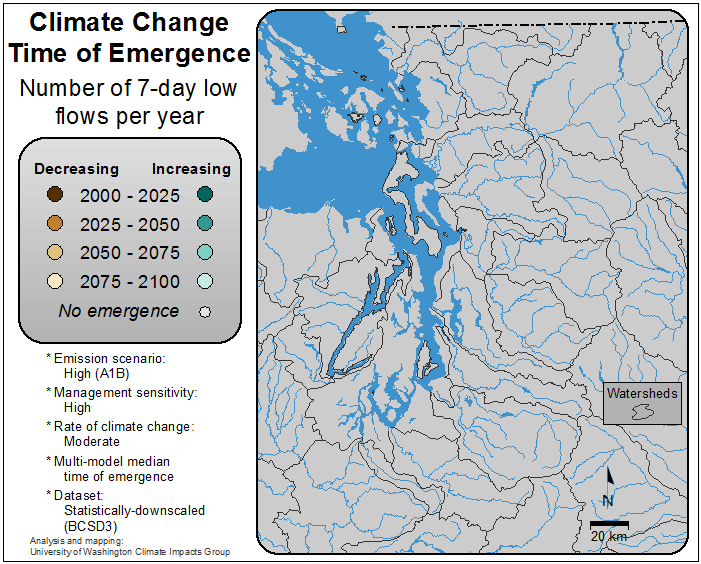 Climate Change
Time of Emergence
Number of 7-day low
flows per year
Decreasing Increasing
2000 - 2025
2025 - 2050
2050 - 2075
2075 - 2100
No emergence
* Emission scenario:
High (A1B)
* Management sensitivity:
High
* Rate of climate change:
Moderate
* Multi-model median
time of emergence
* Dataset:
Statistically-downscaled
(BCSD3)
Analysis and mapping:
University of Washington Climate Impacts Group
Watersheds
N
20 km